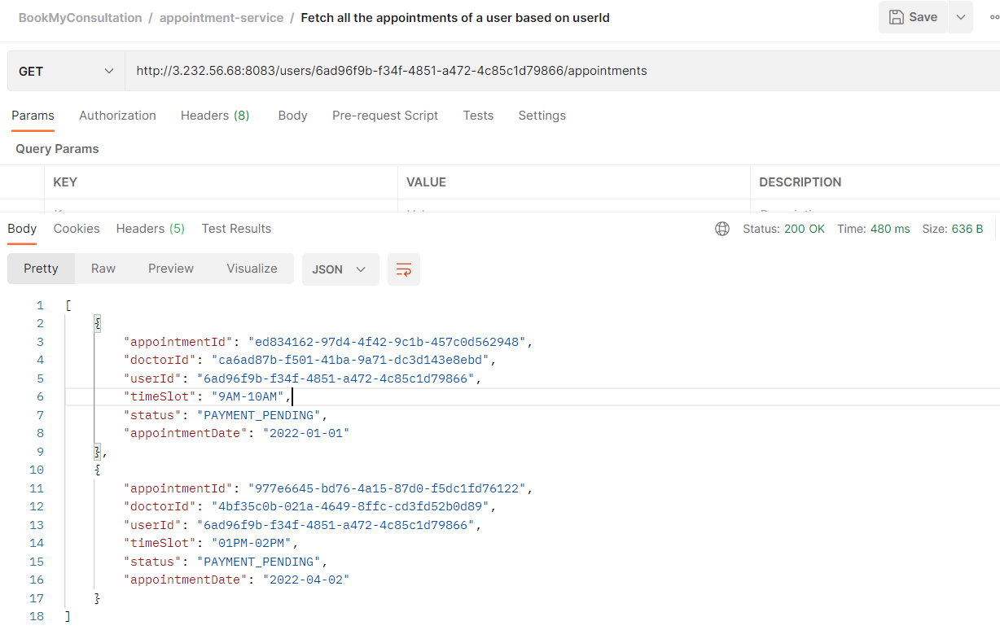 BookMyConsultation / appointment-service / Fetch all the appointments of a user based on userId
Save
GET http://3.232.56.68:8083/users/6ad96f9b-f34f-4851-a472-4c85c1d79866/appointments
Params Authorization Headers (8) Body Pre-request Script Tests Settings
Query Params
KEY VALUE DESCRIPTION
Body Cookies Headers (5) Test Results Status: 200 OK Time: 480 ms Size: 636 B
Pretty Raw Preview Visualize JSON
1 [
2 {
3 "appointmentId": "ed834162-97d4-4f42-9c1b-457c0d562948",
4 "doctorId": "ca6ad87b-f501-41ba-9a71-dc3d143e8ebd",
5 "userId": "6ad96f9b-f34f-4851-a472-4c85c1d79866",
6 "timeSlot": "9AM-10AM",
7 "status": "PAYMENT_PENDING",
8 "appointmentDate": "2022-01-01"
9 },
10 {
11 "appointmentId": "977e6645-bd76-4a15-87d0-f5dc1fd76122",
12 "doctorId": "4bf35c0b-021a-4649-8ffc-cd3fd52b0d89",
13 "userId": "6ad96f9b-f34f-4851-a472-4c85c1d79866",
14 "timeSlot": "01PM-02PM",
15 "status": "PAYMENT_PENDING",
16 "appointmentDate": "2022-04-02"
17 }
18 ]